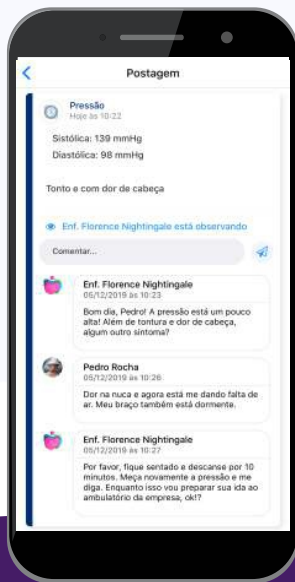 Postagem
Pressão
Hoje às 10:22
Sistólica: 139 mmHg
Diastólica: 98 mmHg
Tonto e com dor de cabeça
Enf. Florence Nightingale está observando
Comentar...
Enf. Florence Nightingale
05/12/2019 às 10:23
Bom dia, Pedro! A pressão está um pouco
alta! Além de tontura e dor de cabeça,
algum outro sintoma?
Pedro Rocha
05/12/2019 às 10:26
Dor na nuca e agora está me dando falta de
ar. Meu braço também está dormente.
Enf. Florence Nightingale
05/12/2019 às 10:27
Por favor, fique sentado e descanse por 10
minutos. Meça novamente a pressão e me
diga. Enquanto isso vou preparar sua ida ao
ambulatório da empresa, ok!?